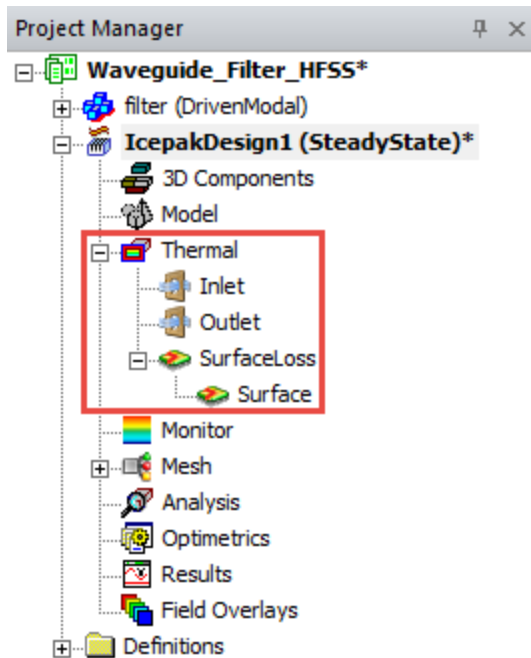 Project Manager
Waveguide_Filter_HFSS*
filter (DrivenModal)
IcepakDesign1 (SteadyState)*
3D Components
Model
Thermal
Inlet
Outlet
SurfaceLoss
Surface
Monitor
Mesh
Analysis
Optimetrics
Results
Field Overlays
Definitions